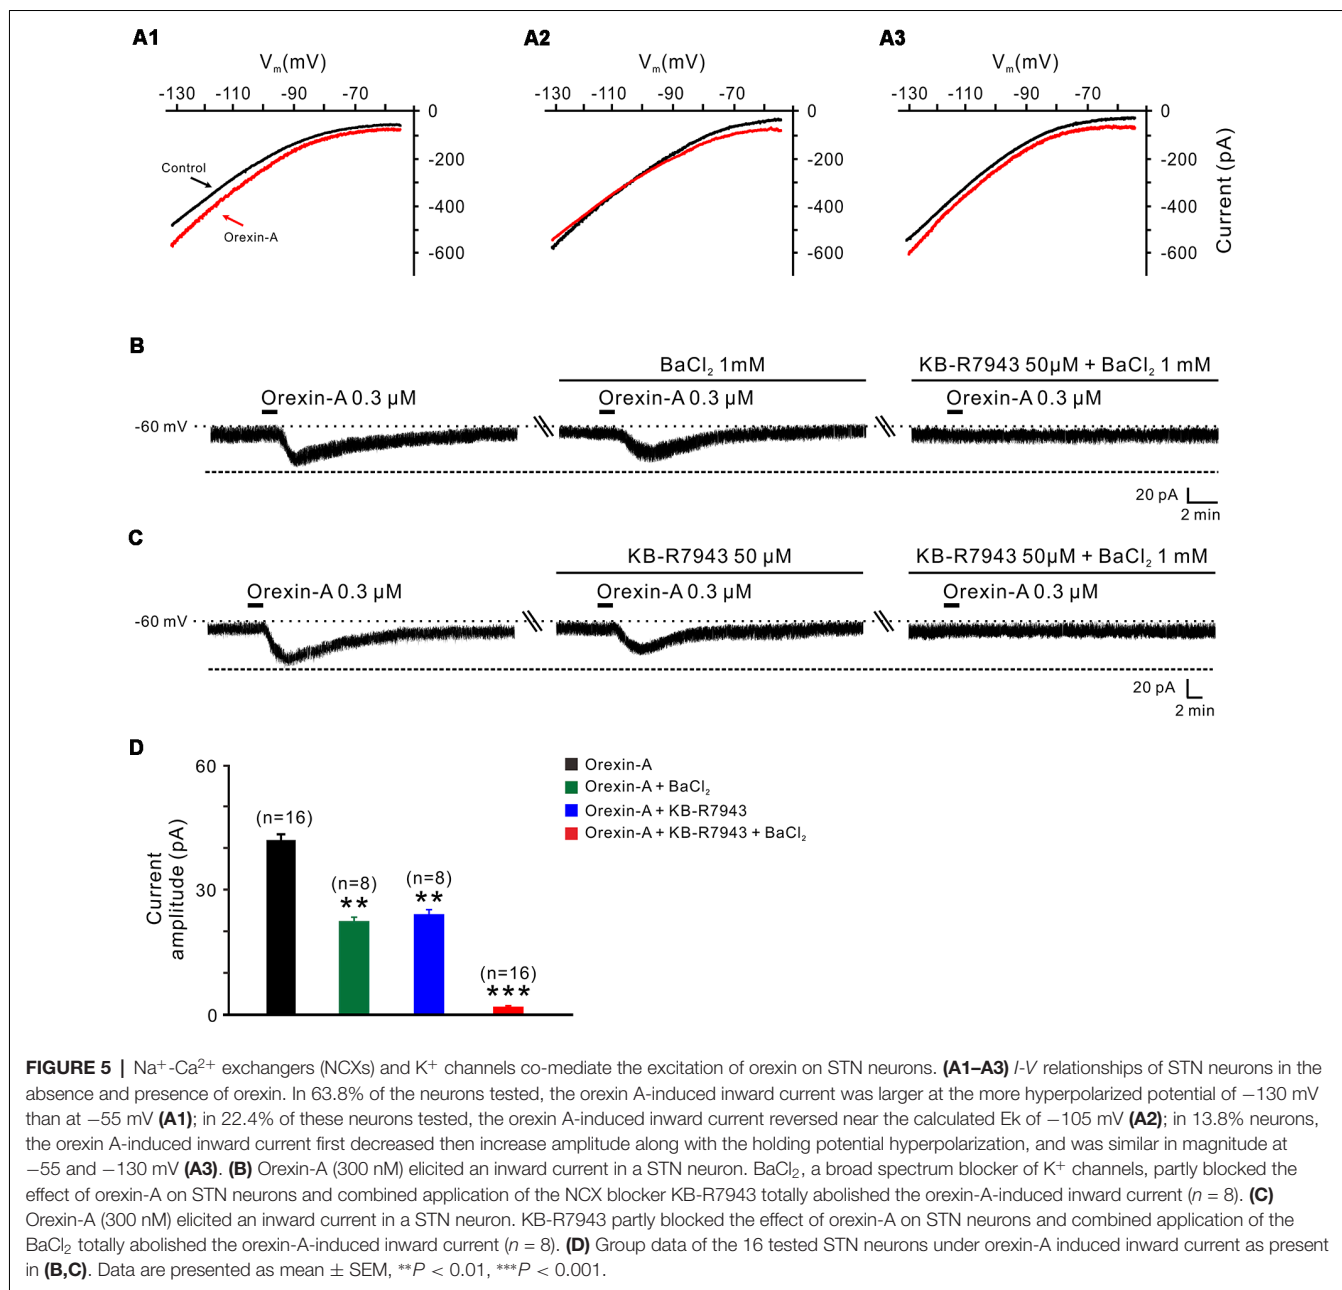 A1
A2
A3
Vm(mV)
Vm(mV)
Vm(mV)
-130 -110 -90 -70 0
-130 -110 -90 -70 0
-130 -110 -90 -70 0
-200
-400
-600
-200
-400
-600
-200
-400
-600
Control
Orexin-A
Current (pA)
B
BaCl2 1mM
KB-R7943 50μM + BaCl2 1 mM
Orexin-A 0.3 μM
Orexin-A 0.3 μM
Orexin-A 0.3 μM
-60 mV
20 pA
2 min
C
KB-R7943 50 μM
KB-R7943 50μM + BaCl2 1 mM
Orexin-A 0.3 μM
Orexin-A 0.3 μM
Orexin-A 0.3 μM
-60 mV
20 pA
2 min
D
60
30
0
Current
amplitude (pA)
(n=16)
(n=8)
**
(n=8)
**
(n=16)
***
Orexin-A
Orexin-A + BaCl2
Orexin-A + KB-R7943
Orexin-A + KB-R7943 + BaCl2
FIGURE 5 | Na+-Ca2+ exchangers (NCXs) and K+ channels co-mediate the excitation of orexin on STN neurons. (A1–A3) I-V relationships of STN neurons in the
absence and presence of orexin. In 63.8% of the neurons tested, the orexin A-induced inward current was larger at the more hyperpolarized potential of −130 mV
than at −55 mV (A1); in 22.4% of these neurons tested, the orexin A-induced inward current reversed near the calculated Ek of −105 mV (A2); in 13.8% neurons,
the orexin A-induced inward current first decreased then increase amplitude along with the holding potential hyperpolarization, and was similar in magnitude at
−55 and −130 mV (A3). (B) Orexin-A (300 nM) elicited an inward current in a STN neuron. BaCl2, a broad spectrum blocker of K+ channels, partly blocked the
effect of orexin-A on STN neurons and combined application of the NCX blocker KB-R7943 totally abolished the orexin-A-induced inward current (n = 8). (C)
Orexin-A (300 nM) elicited an inward current in a STN neuron. KB-R7943 partly blocked the effect of orexin-A on STN neurons and combined application of the
BaCl2 totally abolished the orexin-A-induced inward current (n = 8). (D) Group data of the 16 tested STN neurons under orexin-A induced inward current as present
in (B,C). Data are presented as mean ± SEM, **P < 0.01, ***P < 0.001.